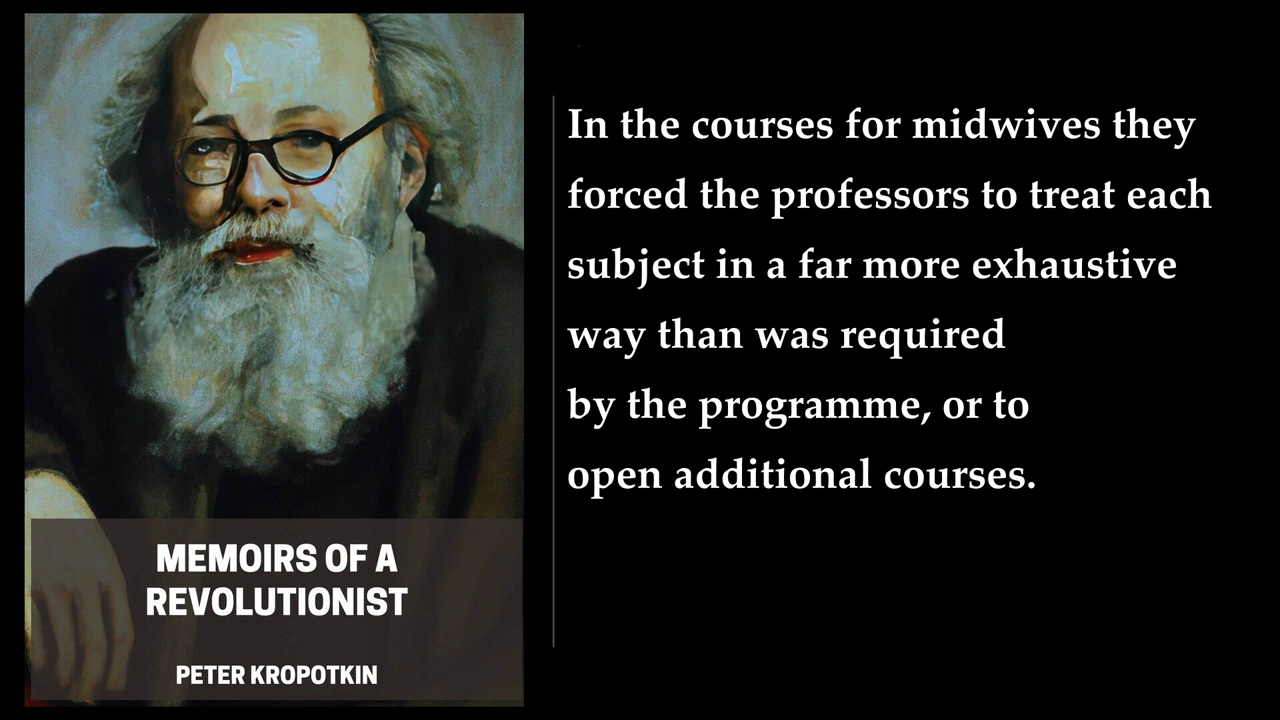 MEMOIRS OF A
REVOLUTIONIST
PETER KROPOTKIN
In the courses for midwives they
forced the professors to treat each
subject in a far more exhaustive
way than was required
by the programme, or to
open additional courses.